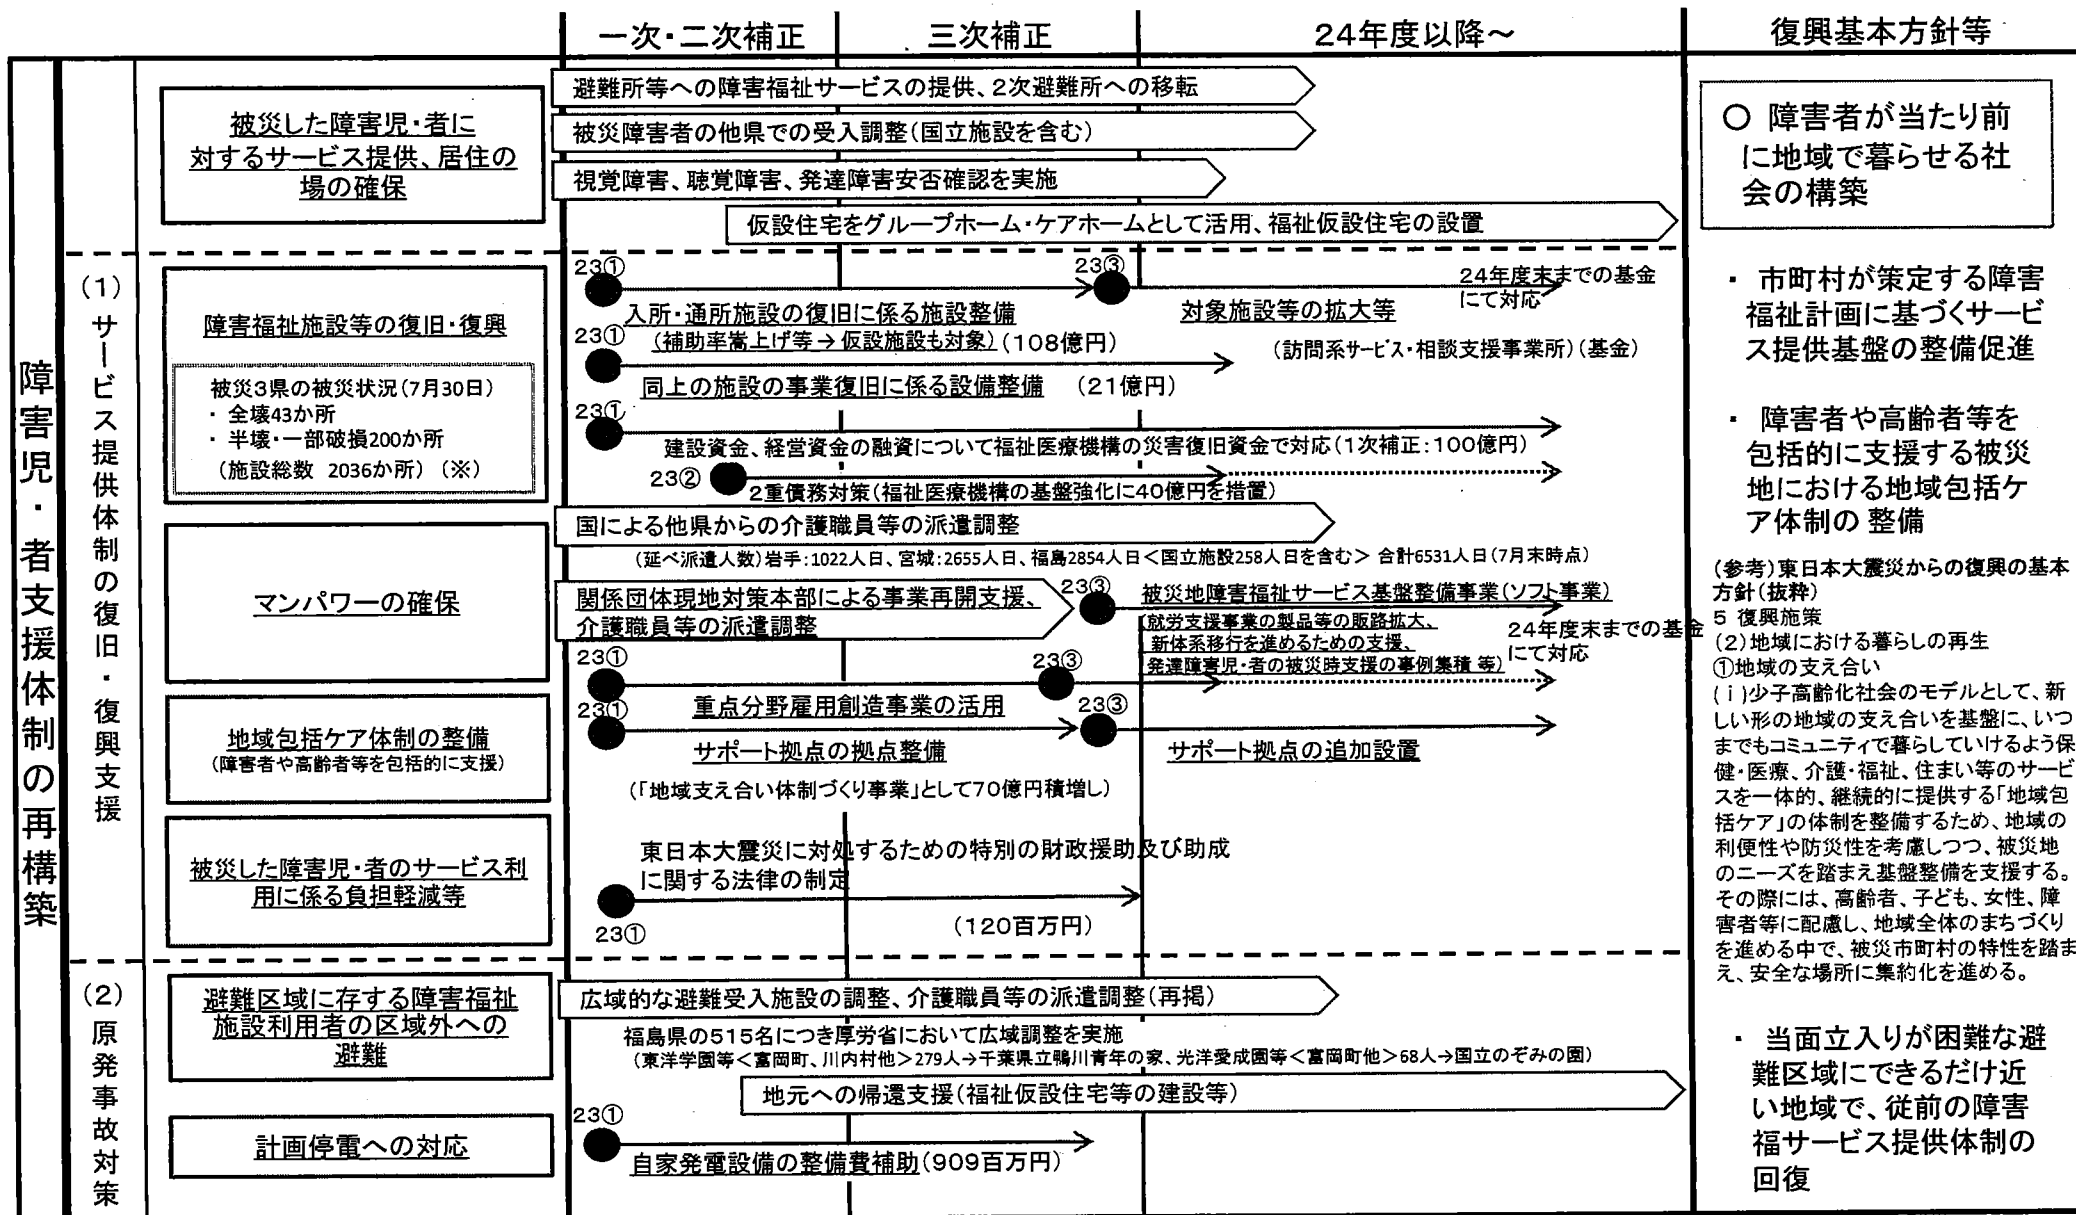 一次・二次補正
三次補正
24年度以降～
復興基本方針等
障害児・者支援体制の再構築
(1)サービス提供体制の復旧・復興支援
被災した障害児・者に
対するサービス提供、居住の
場の確保
避難所等への障害福祉サービスの提供、2次避難所への移転
被災障害者の他県での受入調整(国立施設を含む)
視覚障害、聴覚障害、発達障害安否確認を実施
仮設住宅をグループホーム・ケアホームとして活用、福祉仮設住宅の設置
障害福祉施設等の復旧・復興
被災3県の被災状況(7月30日)
・ 全壊43か所
・ 半壊・一部破損200か所
(施設総数 2036か所) (※)
23①
23③
24年度末までの基金
にて対応
入所・通所施設の復旧に係る施設整備
対象施設等の拡大等
23①
(補助率嵩上げ等→仮設施設も対象)(108億円)
(訪問系サービス・相談支援事業所)(基金)
同上の施設の事業復旧に係る設備整備 (21億円)
23①
建設資金、経営資金の融資について福祉医療機構の災害復旧資金で対応(1次補正:100億円)
23②
2重債務対策(福祉医療機構の基盤強化に40億円を措置)
マンパワーの確保
国による他県からの介護職員等の派遣調整
(延べ派遣人数)岩手:1022人日、宮城:2655人日、福島2854人日<国立施設258人日を含む> 合計6531人日(7月末時点)
関係団体現地対策本部による事業再開支援、
介護職員等の派遣調整
23③
被災地障害福祉サービス基盤整備事業(ソフト事業)
(就労支援事業の製品等の販路拡大、
新体系移行を進めるための支援、
発達障害児・者の被災時支援の事例集積 等)
24年度末までの基金
にて対応
23①
23③
重点分野雇用創造事業の活用
地域包括ケア体制の整備
(障害者や高齢者等を包括的に支援)
23①
23③
サポート拠点の拠点整備
サポート拠点の追加設置
(「地域支え合い体制づくり事業」として70億円積増し)
被災した障害児・者のサービス利
用に係る負担軽減等
東日本大震災に対処するための特別の財政援助及び助成
に関する法律の制定
23①
(120百万円)
(2)原発事故対策
避難区域に存する障害福祉
施設利用者の区域外への
避難
広域的な避難受入施設の調整、介護職員等の派遣調整(再掲)
福島県の515名につき厚労省において広域調整を実施
(東洋学園等<富岡町、川内村他>279人→千葉県立鴨川青年の家、光洋愛成園等<富岡町他>68人→国立のぞみの園)
地元への帰還支援(福祉仮設住宅等の建設等)
計画停電への対応
23①
自家発電設備の整備費補助(909百万円)
○ 障害者が当たり前
に地域で暮らせる社
会の構築
・ 市町村が策定する障害
福祉計画に基づくサービ
ス提供基盤の整備促進
・ 障害者や高齢者等を
包括的に支援する被災
地における地域包括ケ
ア体制の 整備
(参考)東日本大震災からの復興の基本
方針(抜粋)
5 復興施策
(2)地域における暮らしの再生
①地域の支え合い
(ⅰ)少子高齢化社会のモデルとして、新
しい形の地域の支え合いを基盤に、いつ
までもコミュニティで暮らしていけるよう保
健・医療、介護・福祉、住まい等のサービ
スを一体的、継続的に提供する「地域包
括ケア」の体制を整備するため、地域の
利便性や防災性を考慮しつつ、被災地
のニーズを踏まえ基盤整備を支援する。
その際には、高齢者、子ども、女性、障
害者等に配慮し、地域全体のまちづくり
を進める中で、被災市町村の特性を踏ま
え、安全な場所に集約化を進める。
・ 当面立入りが困難な避
難区域にできるだけ近
い地域で、従前の障害
福サービス提供体制の
回復